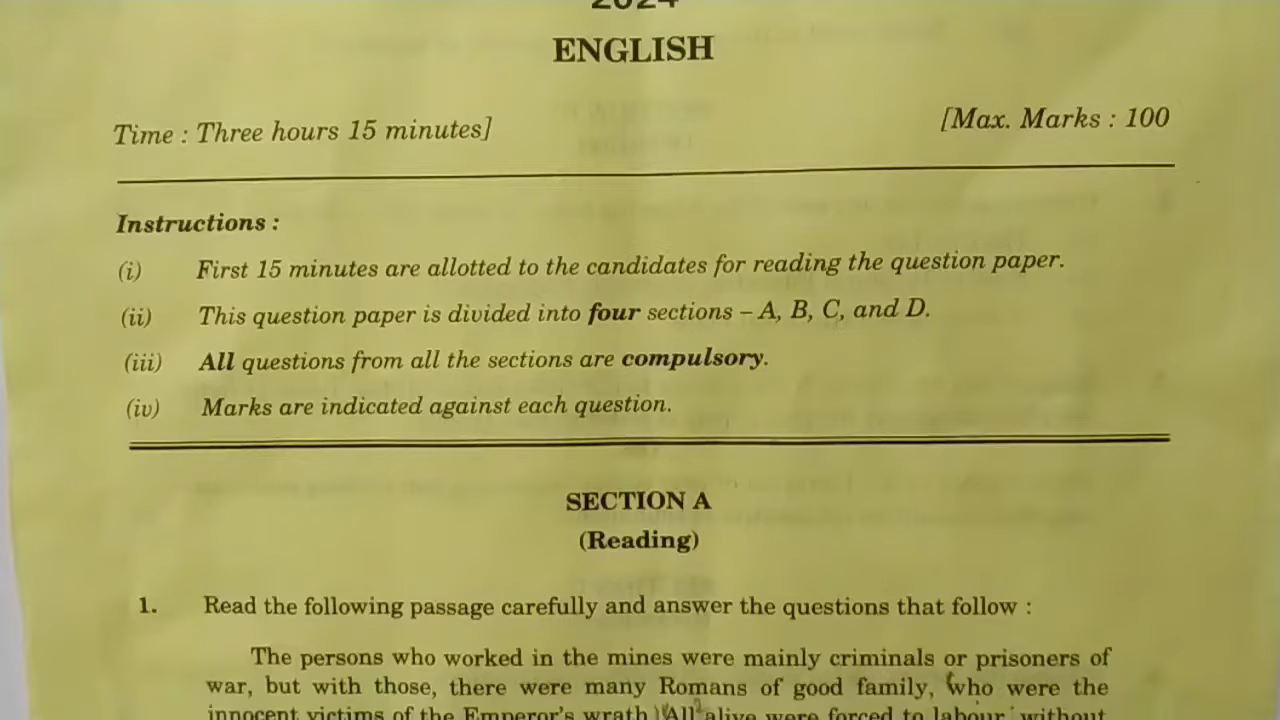 2024
ENGLISH
Time : Three hours 15 minutes]
[Max. Marks : 100
Instructions :
(i) First 15 minutes are allotted to the candidates for reading the question paper.
(ii) This question paper is divided into four sections – A, B, C, and D.
(iii) All questions from all the sections are compulsory.
(iv) Marks are indicated against each question.
SECTION A
(Reading)
1. Read the following passage carefully and answer the questions that follow :
The persons who worked in the mines were mainly criminals or prisoners of
war, but with those, there were many Romans of good family, who were the
innocent victims of the Emperor's wrath. All alive were forced to labour without